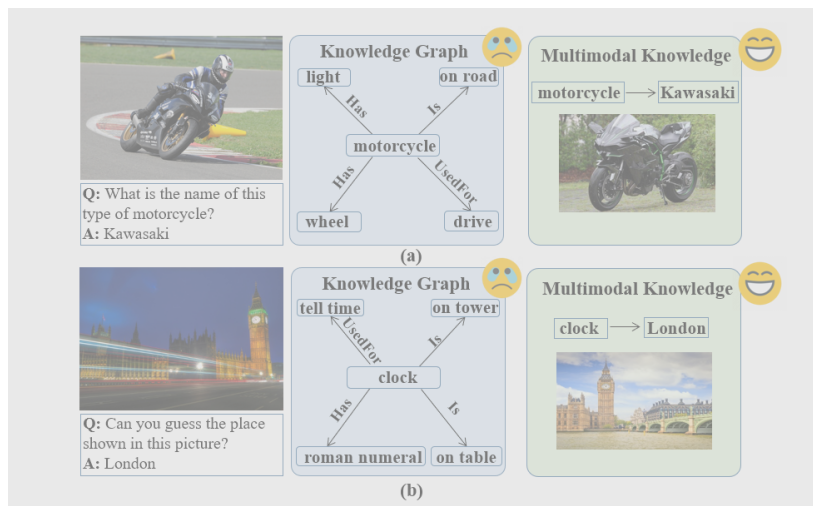 Knowledge Graph
light
on road
Has
Is
motorcycle
Has
UsedFor
wheel
drive
Multimodal Knowledge
motorcycle
Kawasaki
Q: What is the name of this
type of motorcycle?
A: Kawasaki
(a)
Knowledge Graph
tell time
on tower
UsedFor
Is
clock
Has
Is
roman numeral
on table
Multimodal Knowledge
clock
London
Q: Can you guess the place
shown in this picture?
A: London
(b)